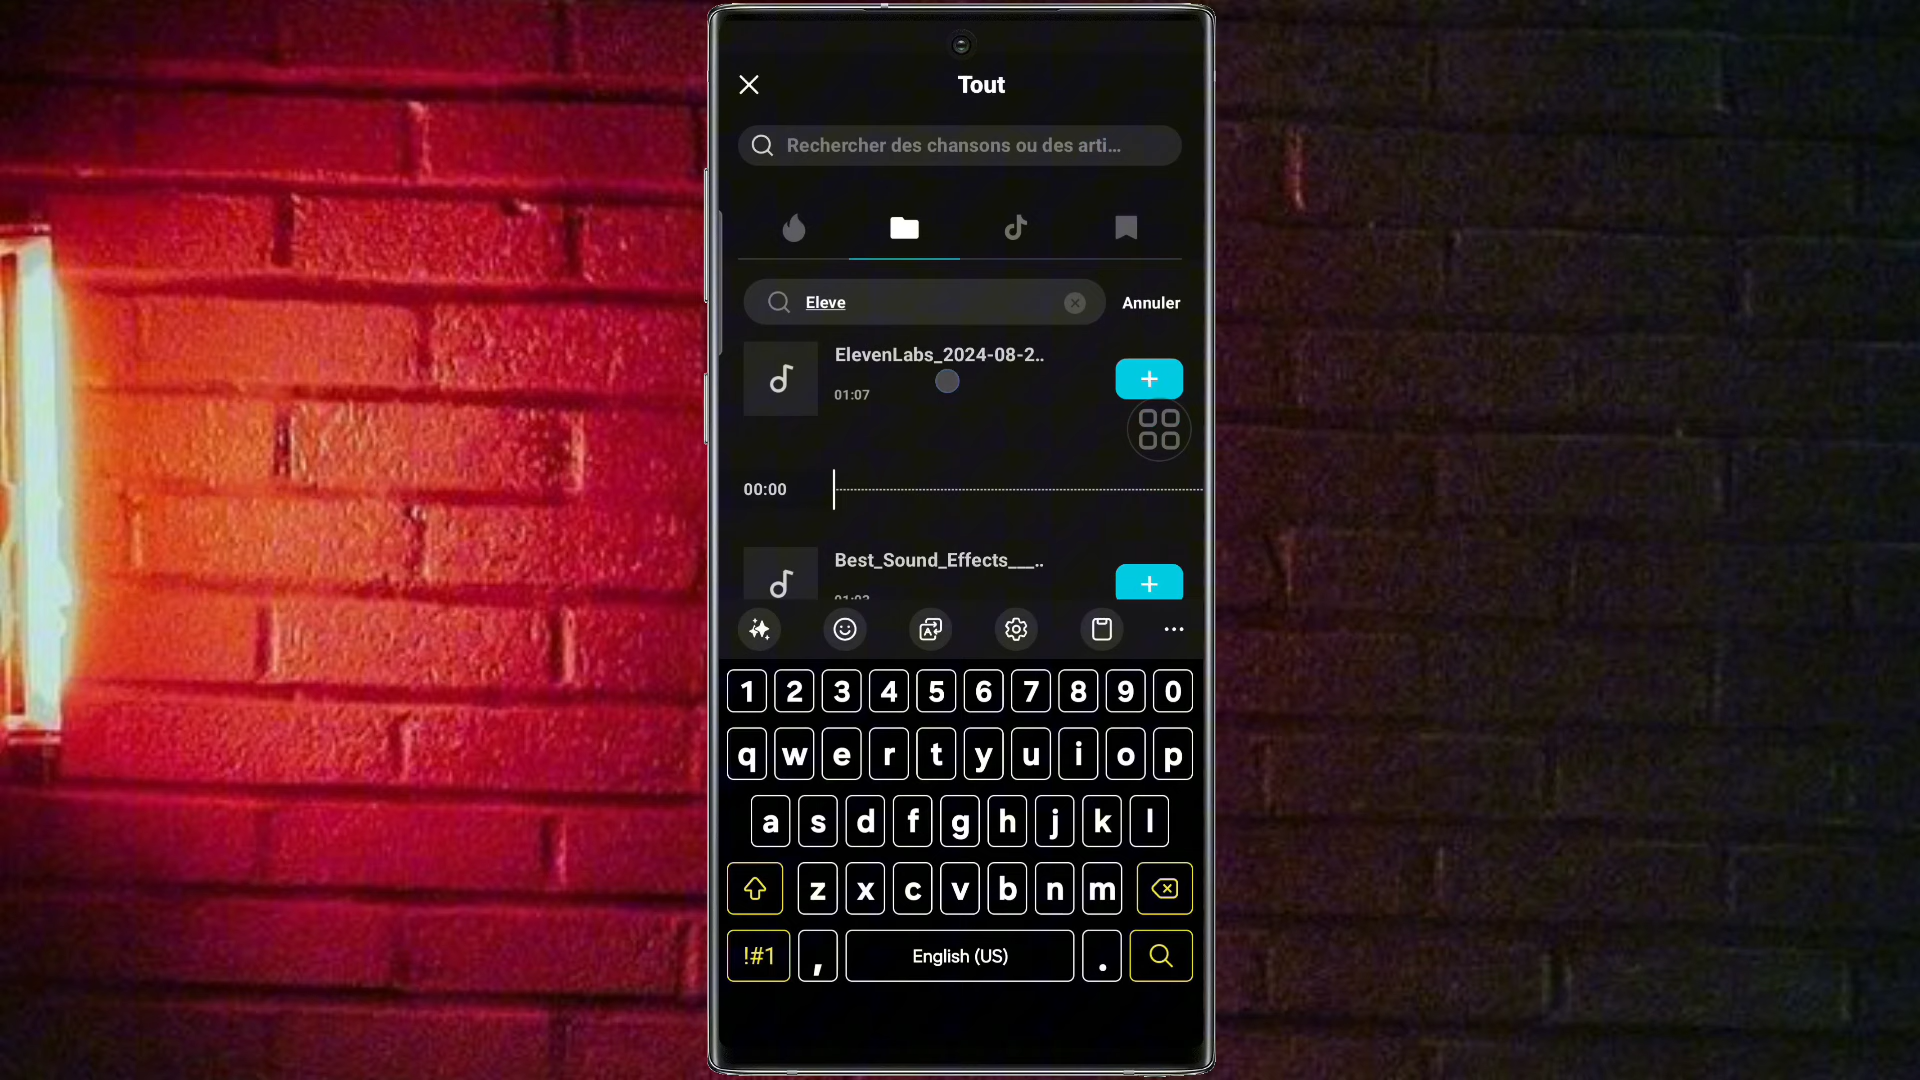 Tout
Rechercher des chansons ou des arti...
Eleve
Annuler
ElevenLabs_2024-08-2..
01:07
00:00
Best_Sound_Effects___..
1 2 3 4 5 6 7 8 9 0
q w e r t y u i o p
a s d f g h j k l
z x c v b n m
!#1 , English (US) .